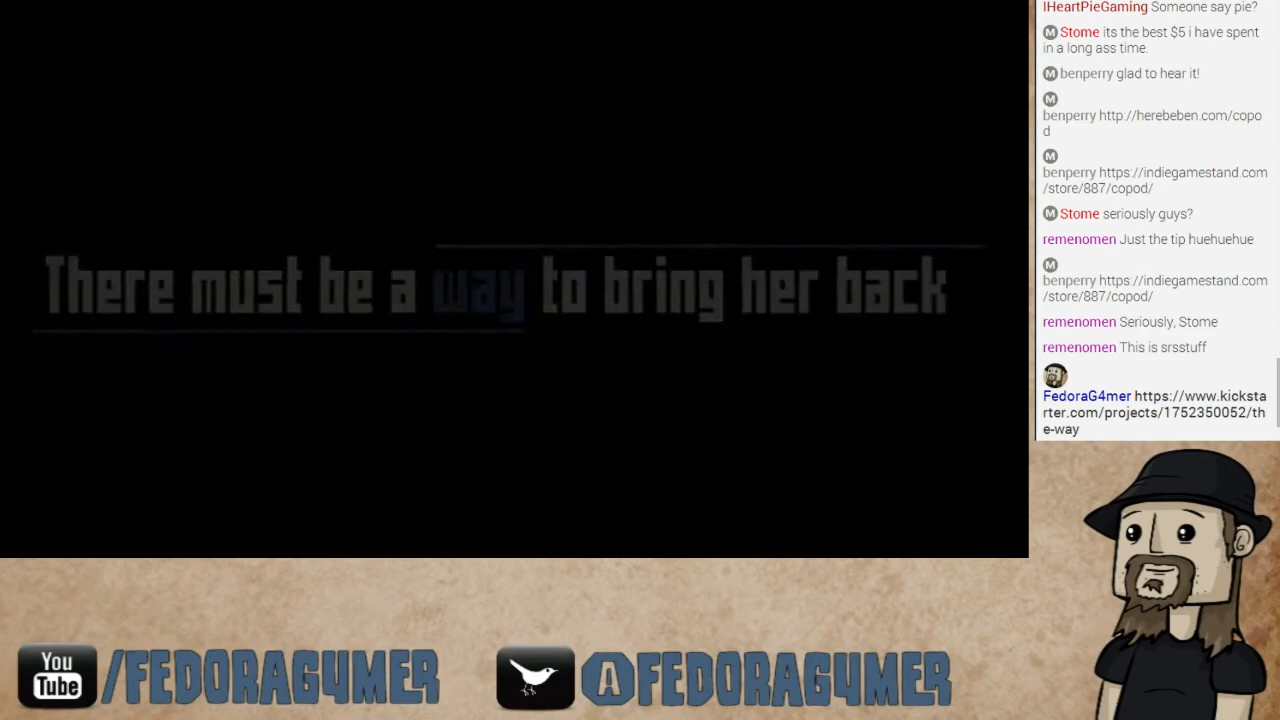 There must be a way to bring her back
IHeartPieGaming Someone say pie?
M Stome its the best $5 i have spent
in a long ass time.
M benperry glad to hear it!
M
benperry http://herebeben.com/copo
d
M
benperry https://indiegamestand.com
/store/887/copod/
M Stome seriously guys?
remenomen Just the tip huehuehue
M
benperry https://indiegamestand.com
/store/887/copod/
remenomen Seriously, Stome
remenomen This is srsstuff
FedoraG4mer https://www.kicksta
rter.com/projects/1752350052/th
e-way
You
Tube
/FEDORAG4MER
@FEDORAG4MER